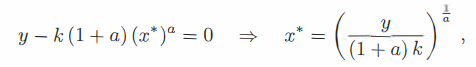 y − k (1 + a) (x*)^a = 0 ⇒ x* = (y / ((1 + a) k))^(1/a) ,